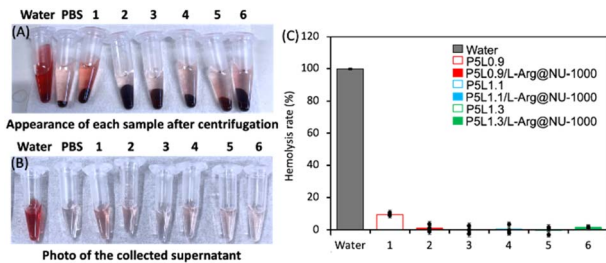 Water PBS 1 2 3 4 5 6
(A)
Appearance of each sample after centrifugation
Water PBS 1 2 3 4 5 6
(B)
Photo of the collected supernatant
(C)
120
100
80
60
40
20
0
Hemolysis rate (%)
Water
P5L0.9
P5L0.9/L-Arg@NU-1000
P5L1.1
P5L1.1/L-Arg@NU-1000
P5L1.3
P5L1.3/L-Arg@NU-1000
Water 1 2 3 4 5 6